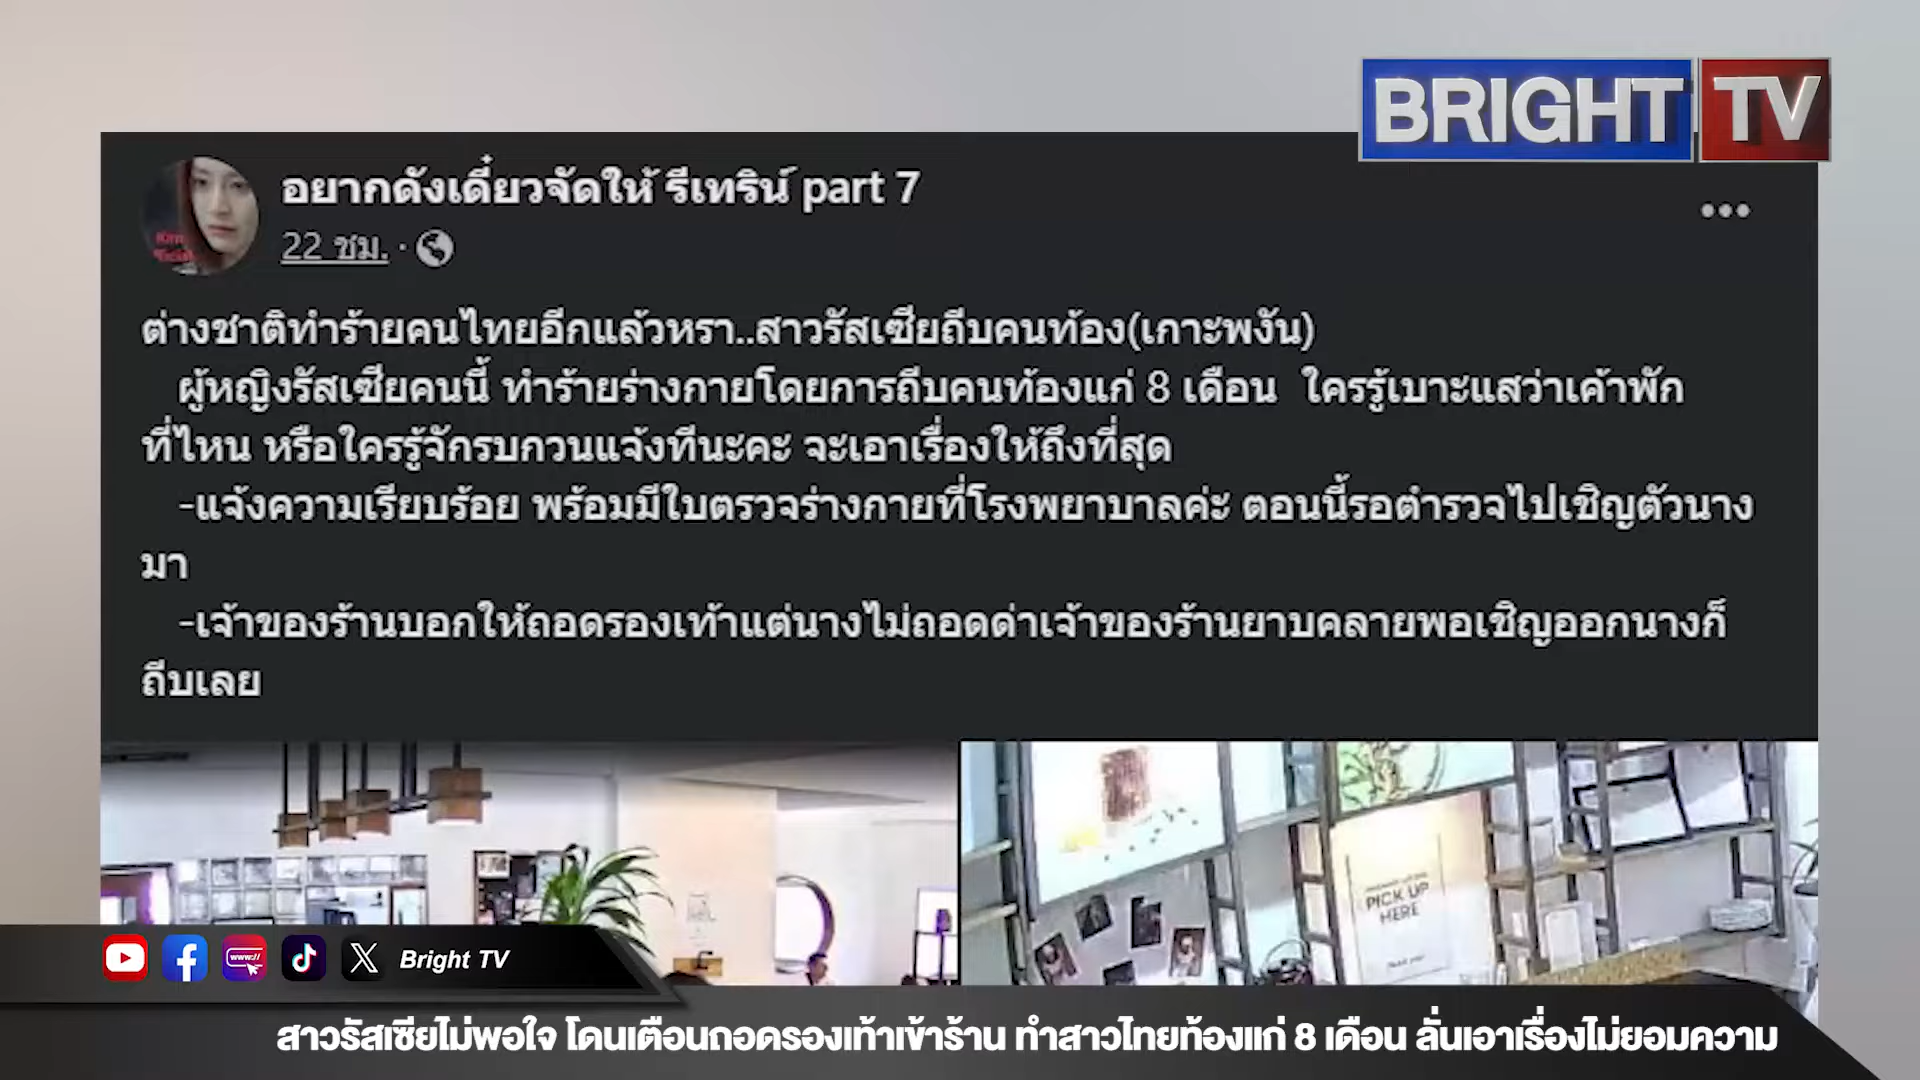 BRIGHT TV
อยากดังเดี๋ยวจัดให้ รีเทริน์ part 7
22 ชม.
ต่างชาติทำร้ายคนไทยอีกแล้วหรา..สาวรัสเซียถีบคนท้อง(เกาะพงัน)
ผู้หญิงรัสเซียคนนี้ ทำร้ายร่างกายโดยการถีบคนท้องแก่ 8 เดือน ใครรู้เบาะแสว่าเค้าพัก
ที่ไหน หรือใครรู้จักรบกวนแจ้งทีนะคะ จะเอาเรื่องให้ถึงที่สุด
-แจ้งความเรียบร้อย พร้อมมีใบตรวจร่างกายที่โรงพยาบาลค่ะ ตอนนี้รอตำรวจไปเชิญตัวนาง
มา
-เจ้าของร้านบอกให้ถอดรองเท้าแต่นางไม่ถอดด่าเจ้าของร้านยาบคลายพอเชิญออกนางก็
ถีบเลย
PICK UP
HERE
www://
Bright TV
สาวรัสเซียไม่พอใจ โดนเตือนถอดรองเท้าเข้าร้าน ทำสาวไทยท้องแก่ 8 เดือน ลั่นเอาเรื่องไม่ยอมความ